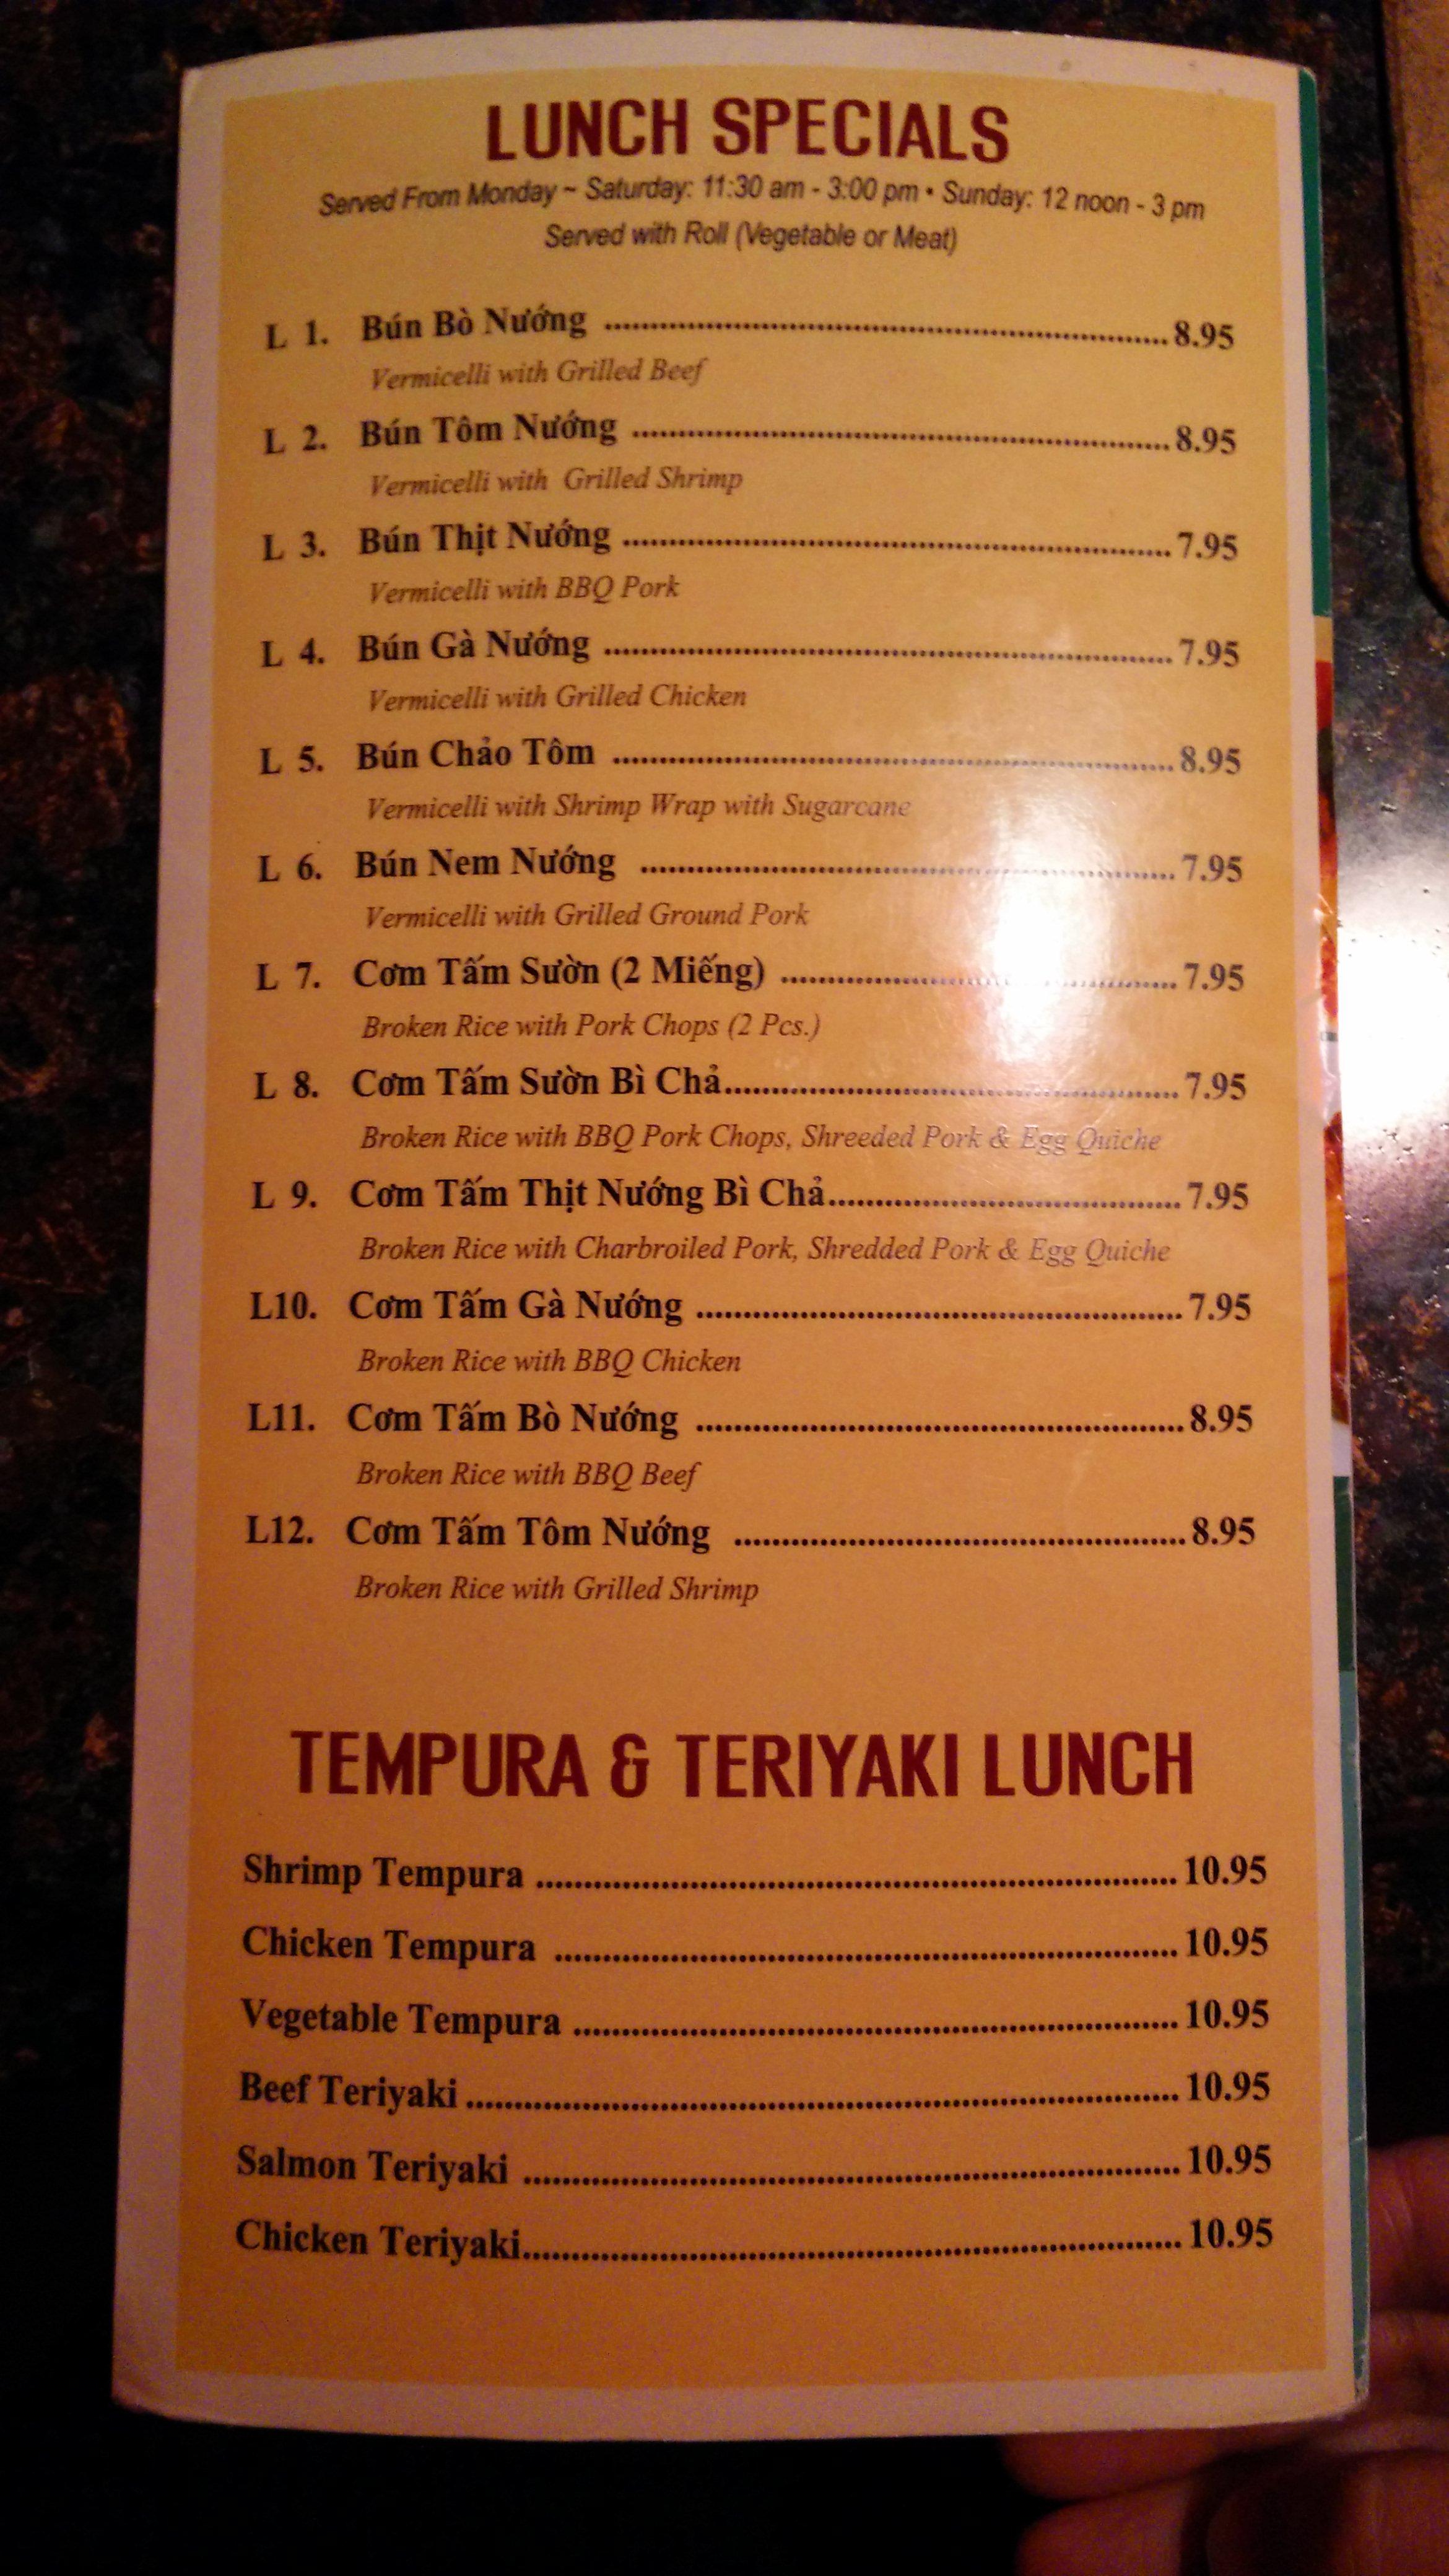 LUNCH SPECIALS
Served From Monday ~ Saturday: 11:30 am - 3:00 pm • Sunday: 12 noon - 3 pm
Served with Roll (Vegetable or Meat)
L 1. Bún Bò Nướng ........................................ 8.95
Vermicelli with Grilled Beef
L 2. Bún Tôm Nướng ........................................ 8.95
Vermicelli with Grilled Shrimp
L 3. Bún Thịt Nướng ........................................ 7.95
Vermicelli with BBQ Pork
L 4. Bún Gà Nướng ........................................ 7.95
Vermicelli with Grilled Chicken
L 5. Bún Chảo Tôm ........................................ 8.95
Vermicelli with Shrimp Wrap with Sugarcane
L 6. Bún Nem Nướng ........................................ 7.95
Vermicelli with Grilled Ground Pork
L 7. Cơm Tấm Sườn (2 Miếng) ........................................ 7.95
Broken Rice with Pork Chops (2 Pcs.)
L 8. Cơm Tấm Sườn Bì Chả........................................ 7.95
Broken Rice with BBQ Pork Chops, Shreeded Pork & Egg Quiche
L 9. Cơm Tấm Thịt Nướng Bì Chả........................................ 7.95
Broken Rice with Charbroiled Pork, Shredded Pork & Egg Quiche
L10. Cơm Tấm Gà Nướng ........................................ 7.95
Broken Rice with BBQ Chicken
L11. Cơm Tấm Bò Nướng ........................................ 8.95
Broken Rice with BBQ Beef
L12. Cơm Tấm Tôm Nướng ........................................ 8.95
Broken Rice with Grilled Shrimp
TEMPURA & TERIYAKI LUNCH
Shrimp Tempura ........................................ 10.95
Chicken Tempura ........................................ 10.95
Vegetable Tempura ........................................ 10.95
Beef Teriyaki ........................................ 10.95
Salmon Teriyaki ........................................ 10.95
Chicken Teriyaki........................................ 10.95